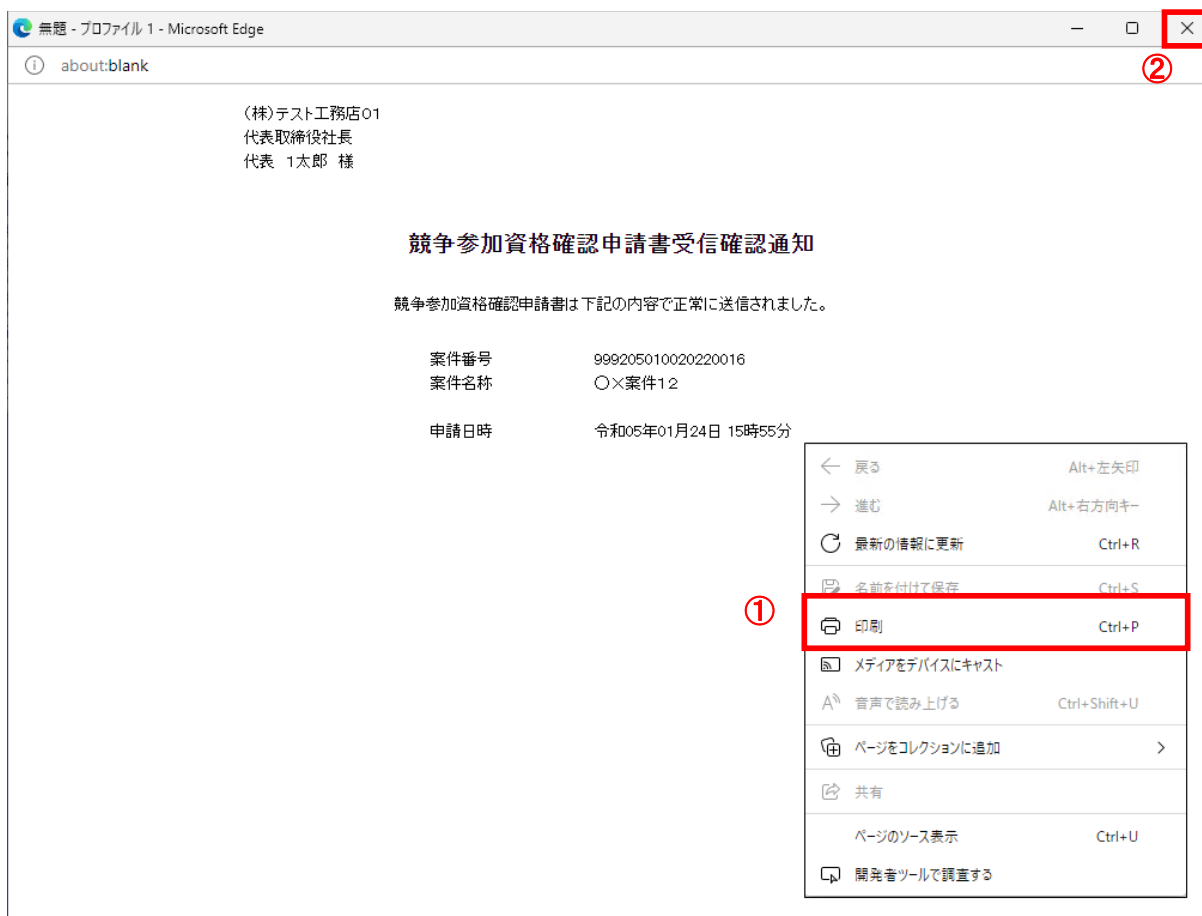 無題 - プロファイル 1 - Microsoft Edge
②
about:blank
(株)テスト工務店01
代表取締役社長
代表 1太郎 様
競争参加資格確認申請書受信確認通知
競争参加資格確認申請書は下記の内容で正常に送信されました。
案件番号 999205010020220016
案件名称 〇×案件12
申請日時 令和05年01月24日 15時55分
戻る Alt+左矢印
進む Alt+右方向キー
最新の情報に更新 Ctrl+R
名前を付けて保存 Ctrl+S
①
印刷 Ctrl+P
メディアをデバイスにキャスト
音声で読み上げる Ctrl+Shift+U
ページをコレクションに追加
共有
ページのソース表示 Ctrl+U
開発者ツールで調査する